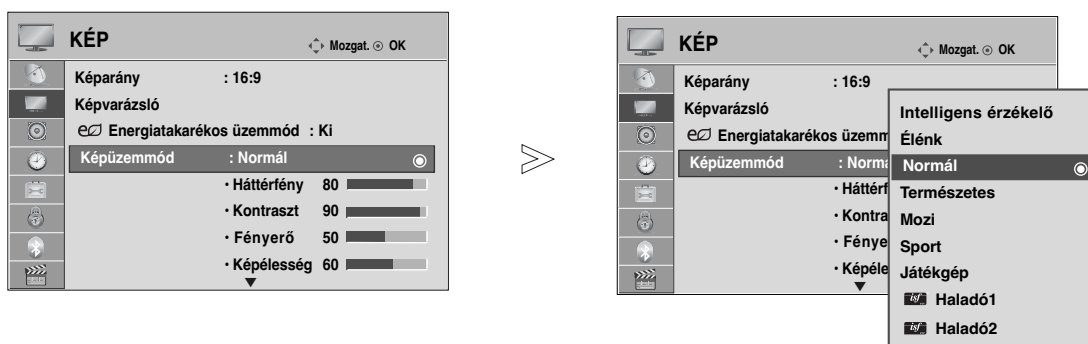 KÉP
Mozgat. OK
Képarány : 16:9
Képvarázsló
Energiatakarékos üzemmód : Ki
Képüzemmód : Normál
• Háttérfény 80
• Kontraszt 90
• Fényerő 50
• Képélesség 60
KÉP
Mozgat. OK
Képarány : 16:9
Képvarázsló
Energiatakarékos üzemm
Képüzemmód : Normá
• Háttérf
• Kontra
• Fénye
• Képéle
Intelligens érzékelő
Élénk
Normál
Természetes
Mozi
Sport
Játékgép
isf Haladó1
isf Haladó2